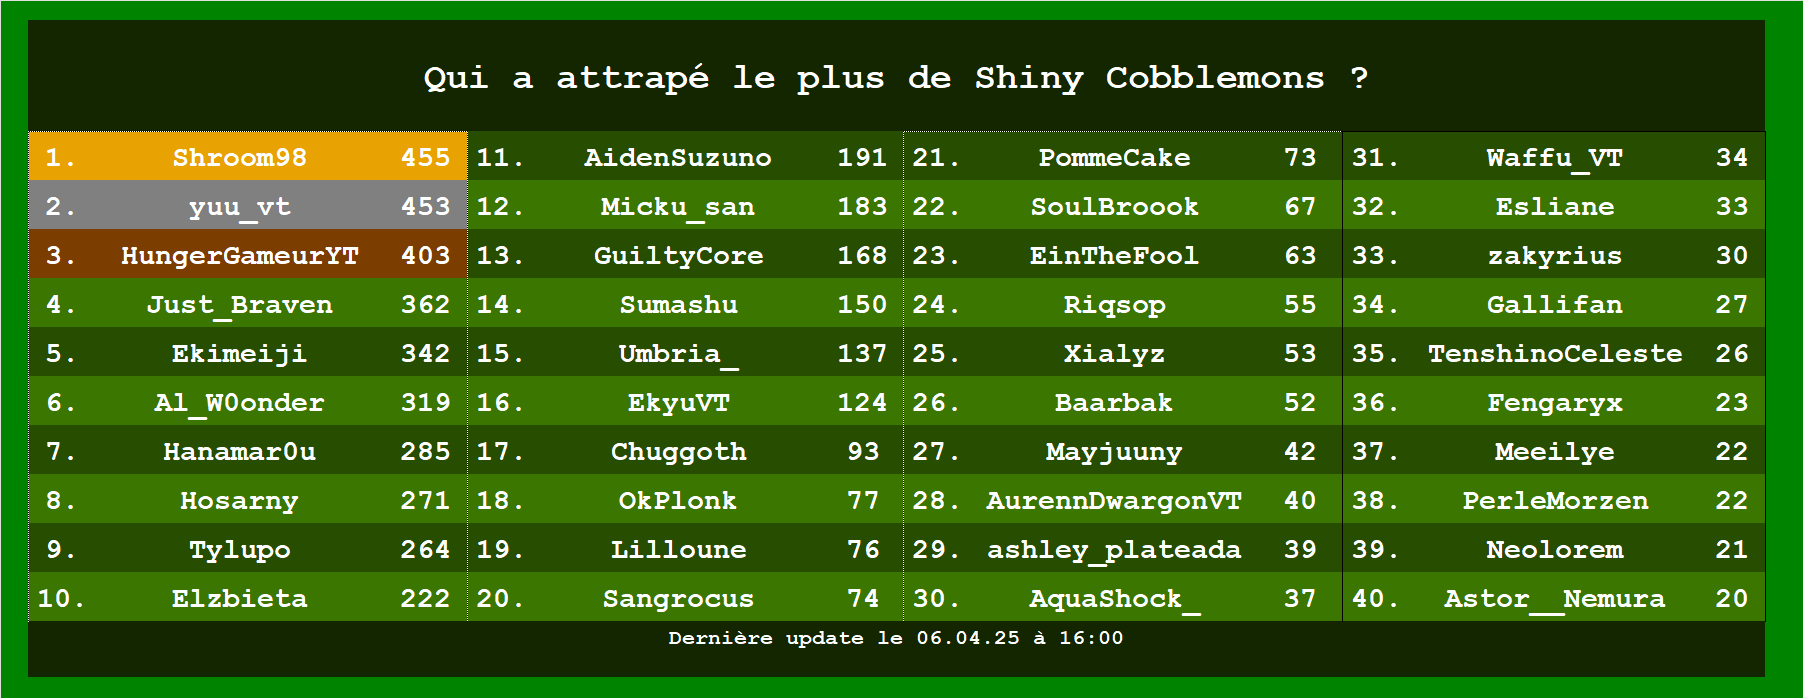 Qui a attrapé le plus de Shiny Cobblemons ?
1. Shroom98 455 11. AidenSuzuno 191 21. PommeCake 73 31. Waffu_VT 34
2. yuu_vt 453 12. Micku_san 183 22. SoulBroook 67 32. Esliane 33
3. HungerGameurYT 403 13. GuiltyCore 168 23. EinTheFool 63 33. zakyrius 30
4. Just_Braven 362 14. Sumashu 150 24. Riqsop 55 34. Gallifan 27
5. Ekimeiji 342 15. Umbria_ 137 25. Xialyz 53 35. TenshinoCeleste 26
6. Al_W0onder 319 16. EkyuVT 124 26. Baarbak 52 36. Fengaryx 23
7. Hanamar0u 285 17. Chuggoth 93 27. Mayjuuny 42 37. Meeilye 22
8. Hosarny 271 18. OkPlonk 77 28. AurennDwargonVT 40 38. PerleMorzen 22
9. Tylupo 264 19. Lilloune 76 29. ashley_plateada 39 39. Neolorem 21
10. Elzbieta 222 20. Sangrocus 74 30. AquaShock_ 37 40. Astor__Nemura 20
Dernière update le 06.04.25 à 16:00